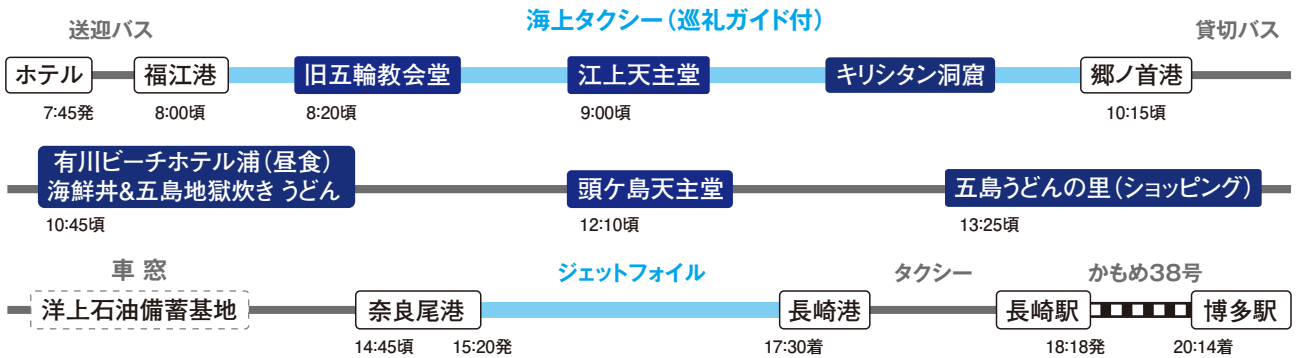 送迎バス
海上タクシー（巡礼ガイド付）
貸切バス
ホテル
福江港
旧五輪教会堂
江上天主堂
キリシタン洞窟
郷ノ首港
7:45発
8:00頃
8:20頃
9:00頃
10:15頃
有川ビーチホテル浦（昼食）
海鮮丼&五島地獄炊き うどん
頭ケ島天主堂
五島うどんの里（ショッピング）
10:45頃
12:10頃
13:25頃
車 窓
ジェットフォイル
タクシー
かもめ38号
洋上石油備蓄基地
奈良尾港
長崎港
長崎駅
博多駅
14:45頃
15:20発
17:30着
18:18発
20:14着